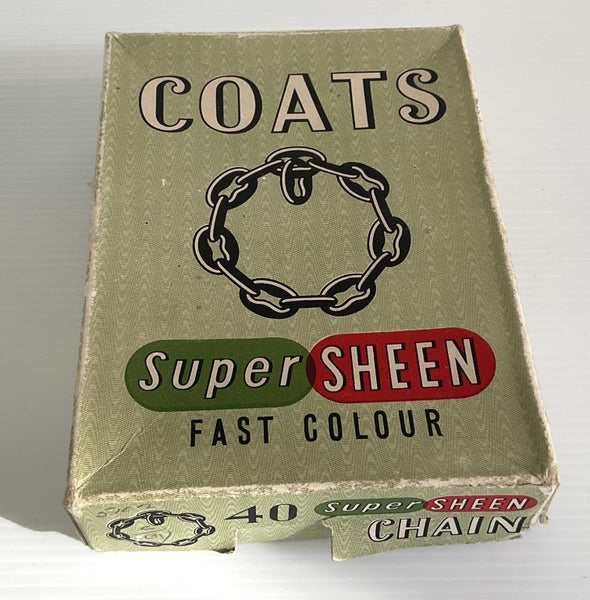 COATS
Super SHEEN
FAST COLOUR
40 Super SHEEN
CHAIN